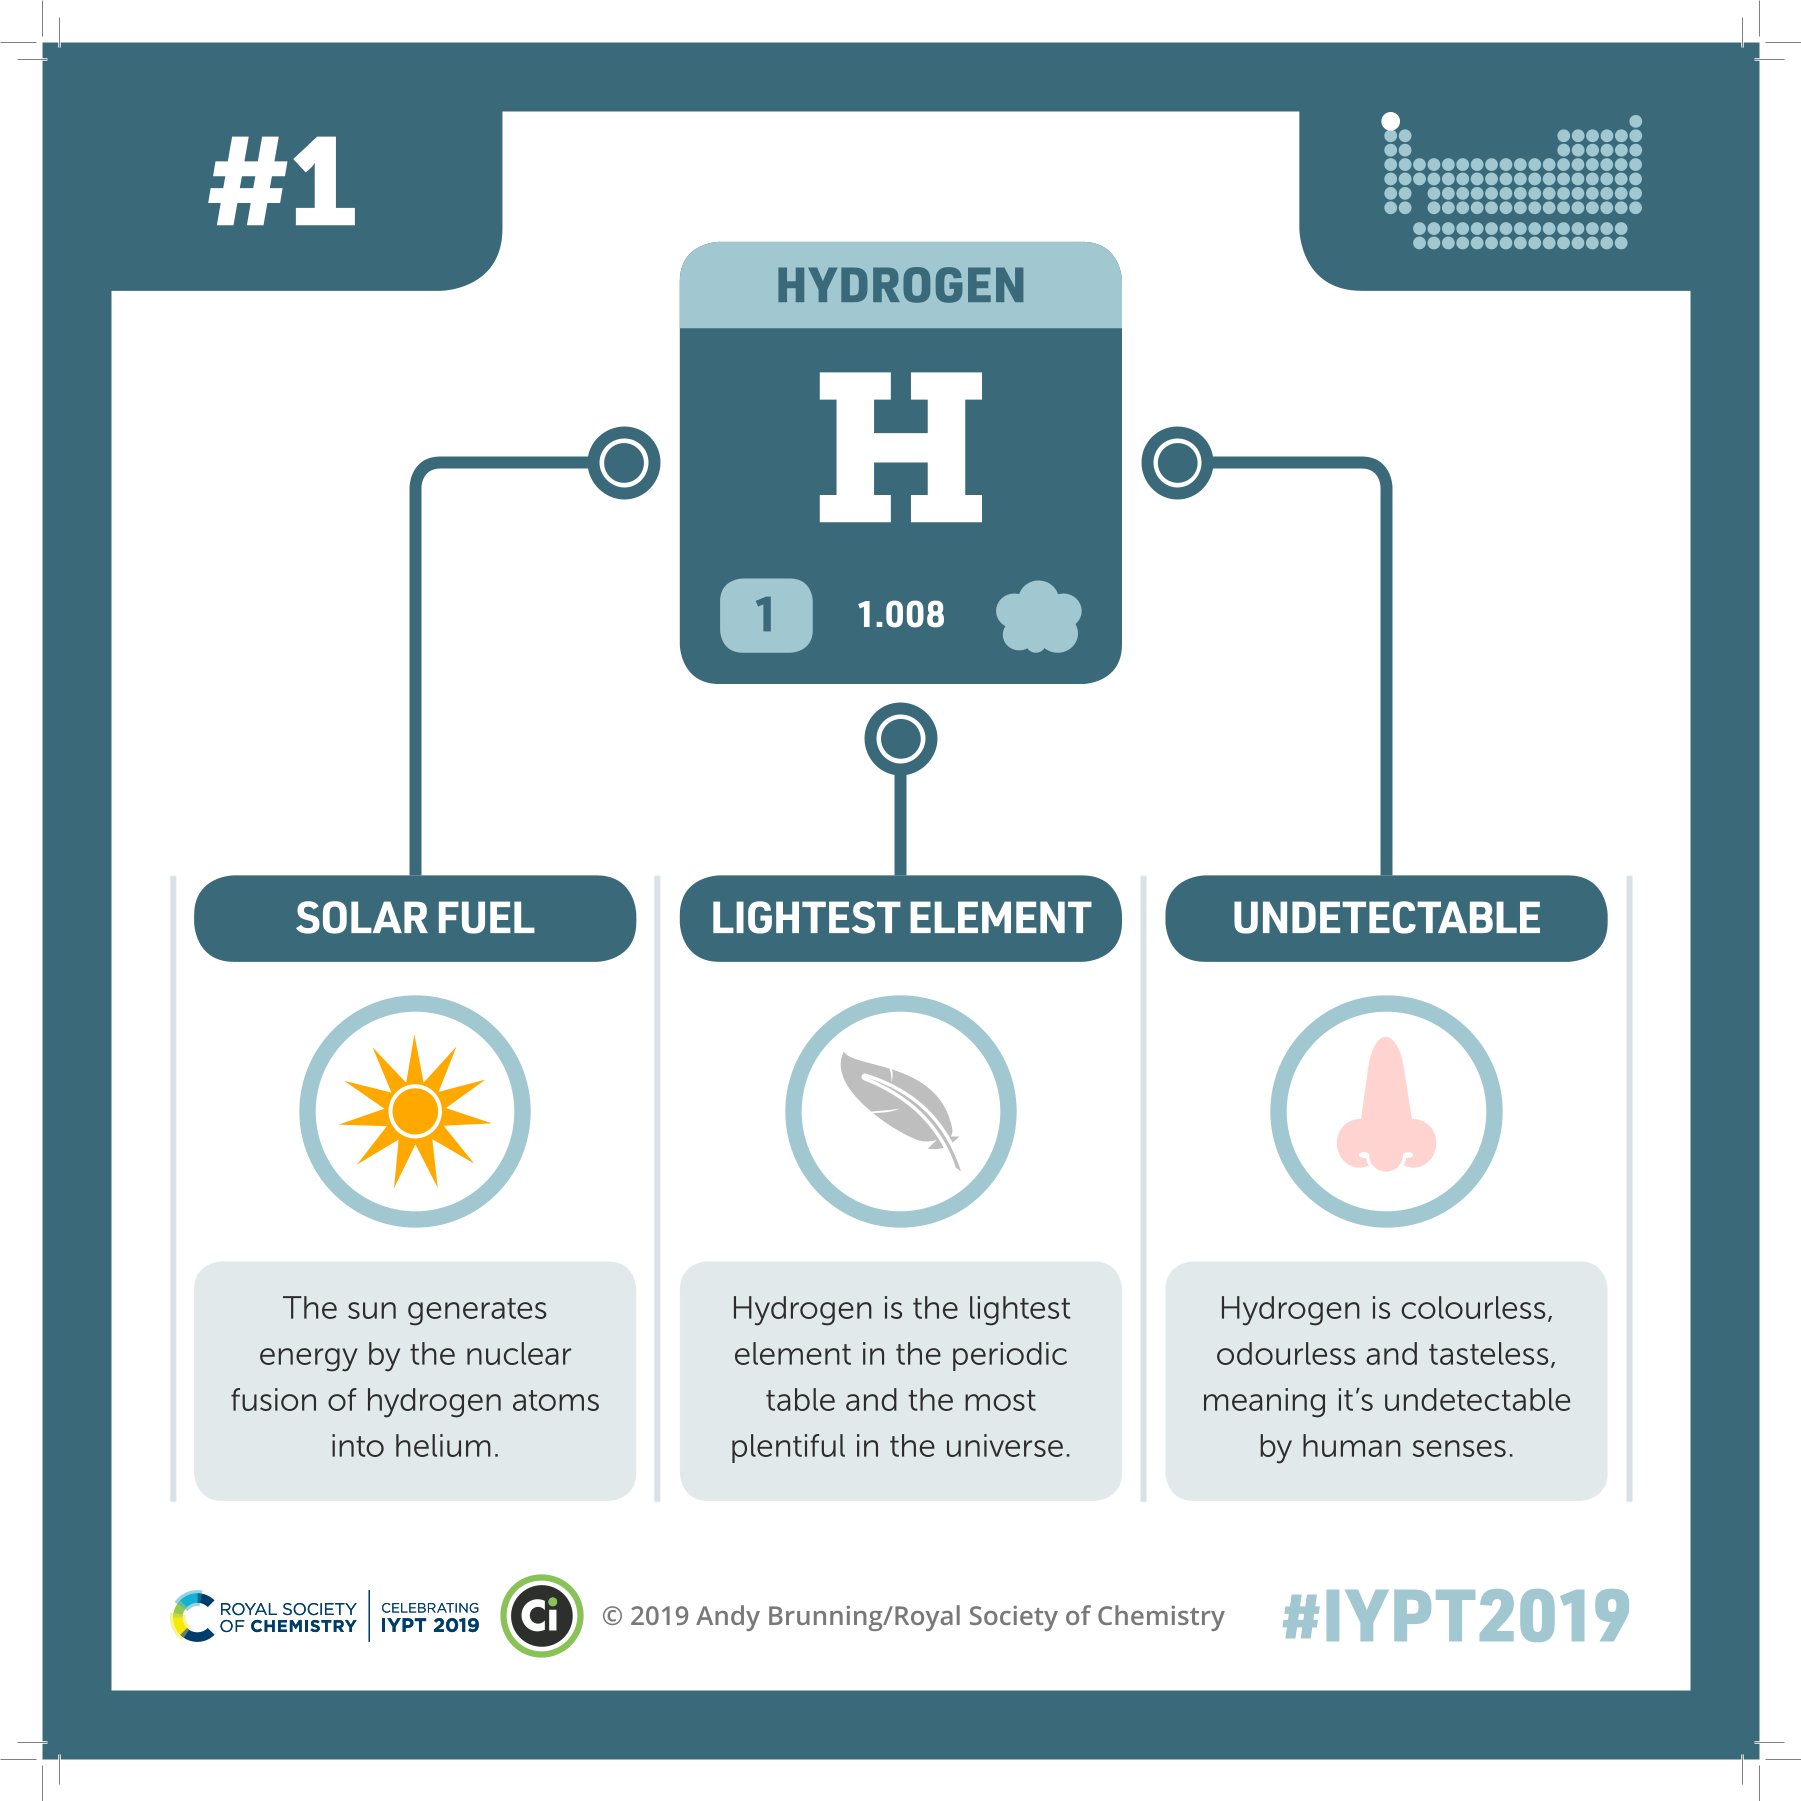 #1
HYDROGEN
H
1
1.008
SOLAR FUEL
The sun generates
energy by the nuclear
fusion of hydrogen atoms
into helium.
LIGHTEST ELEMENT
Hydrogen is the lightest
element in the periodic
table and the most
plentiful in the universe.
UNDETECTABLE
Hydrogen is colourless,
odourless and tasteless,
meaning it’s undetectable
by human senses.
ROYAL SOCIETY
OF CHEMISTRY
CELEBRATING
IYPT 2019
Ci
© 2019 Andy Brunning/Royal Society of Chemistry
#IYPT2019